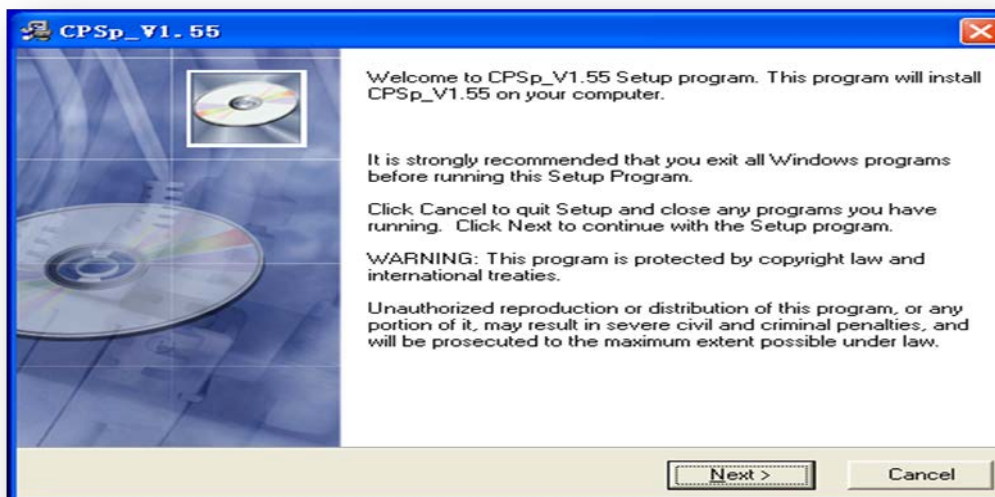 CPSp_V1.55
Welcome to CPSp_V1.55 Setup program. This program will install
CPSp_V1.55 on your computer.
It is strongly recommended that you exit all Windows programs
before running this Setup Program.
Click Cancel to quit Setup and close any programs you have
running. Click Next to continue with the Setup program.
WARNING: This program is protected by copyright law and
international treaties.
Unauthorized reproduction or distribution of this program, or any
portion of it, may result in severe civil and criminal penalties, and
will be prosecuted to the maximum extent possible under law.
Next >
Cancel